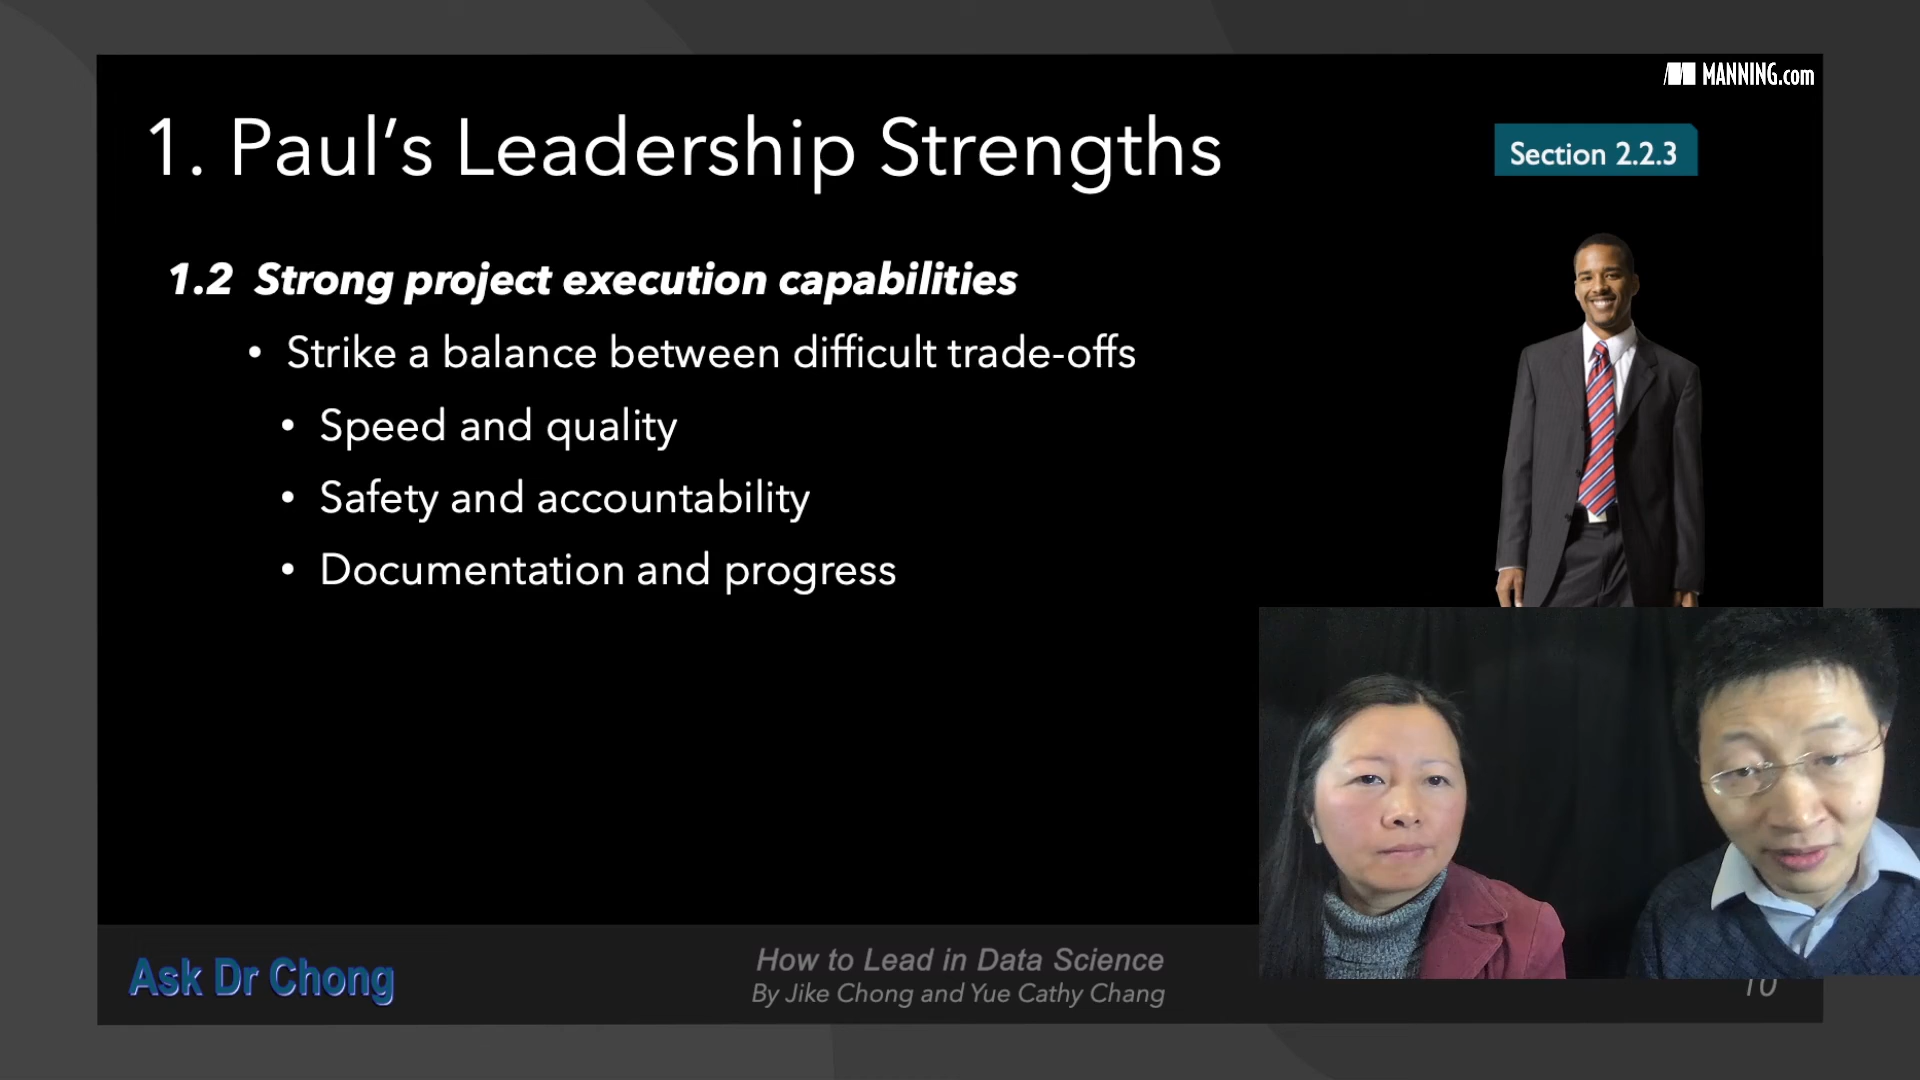 MANNING.com
1. Paul’s Leadership Strengths
Section 2.2.3
1.2 Strong project execution capabilities
• Strike a balance between difficult trade-offs
• Speed and quality
• Safety and accountability
• Documentation and progress
Ask Dr Chong
How to Lead in Data Science
By Jike Chong and Yue Cathy Chang
10